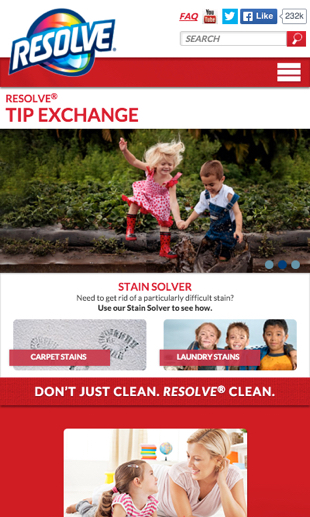 RESOLVE®
FAQ
You Tube
Like 232k
SEARCH
RESOLVE®
TIP EXCHANGE
STAIN SOLVER
Need to get rid of a particularly difficult stain?
Use our Stain Solver to see how.
CARPET STAINS
LAUNDRY STAINS
DON'T JUST CLEAN. RESOLVE® CLEAN.